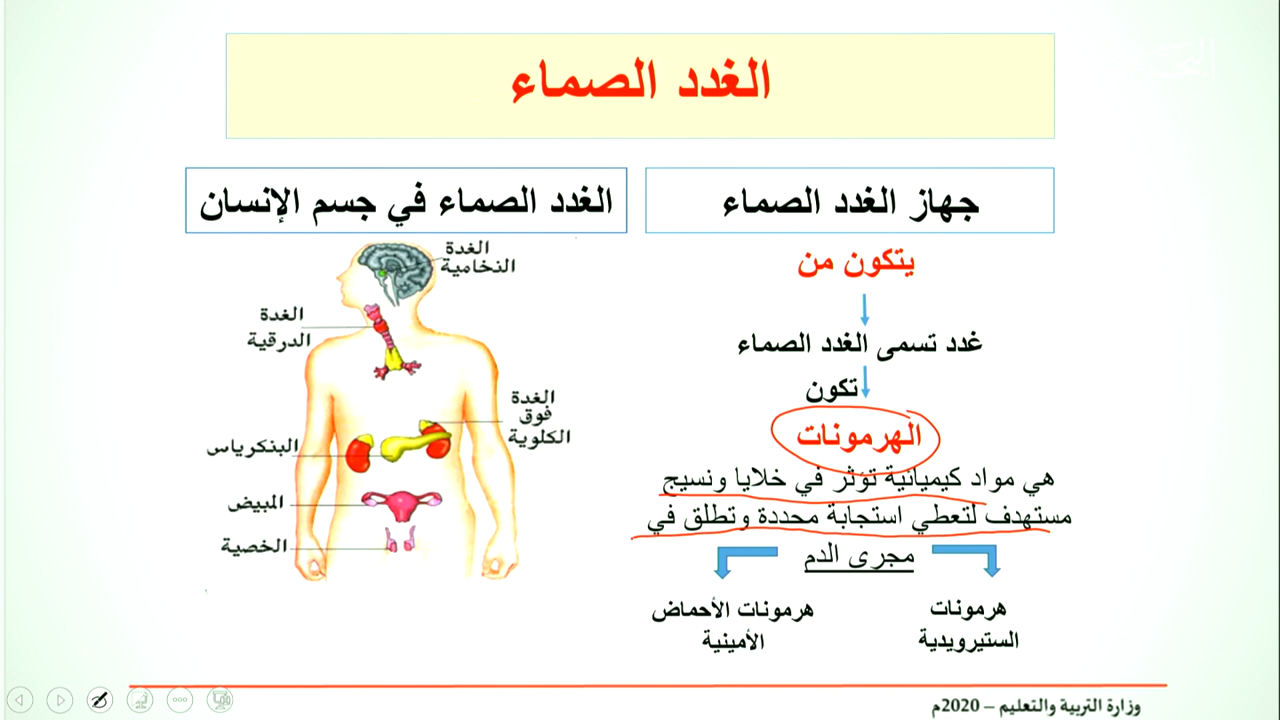 الغدد الصماء
جهاز الغدد الصماء
يتكون من
غدد تسمى الغدد الصماء
تكون
الهرمونات
هي مواد كيميائية تؤثر في خلايا ونسيج
مستهدف لتعطي استجابة محددة وتطلق في
مجرى الدم
هرمونات
الستيرويدية
هرمونات الأحماض
الأمينية
الغدد الصماء في جسم الإنسان
الغدة
النخامية
الغدة
الدرقية
الغدة
فوق
الكلوية
البنكرياس
المبيض
الخصية
وزارة التربية والتعليم – 2020م